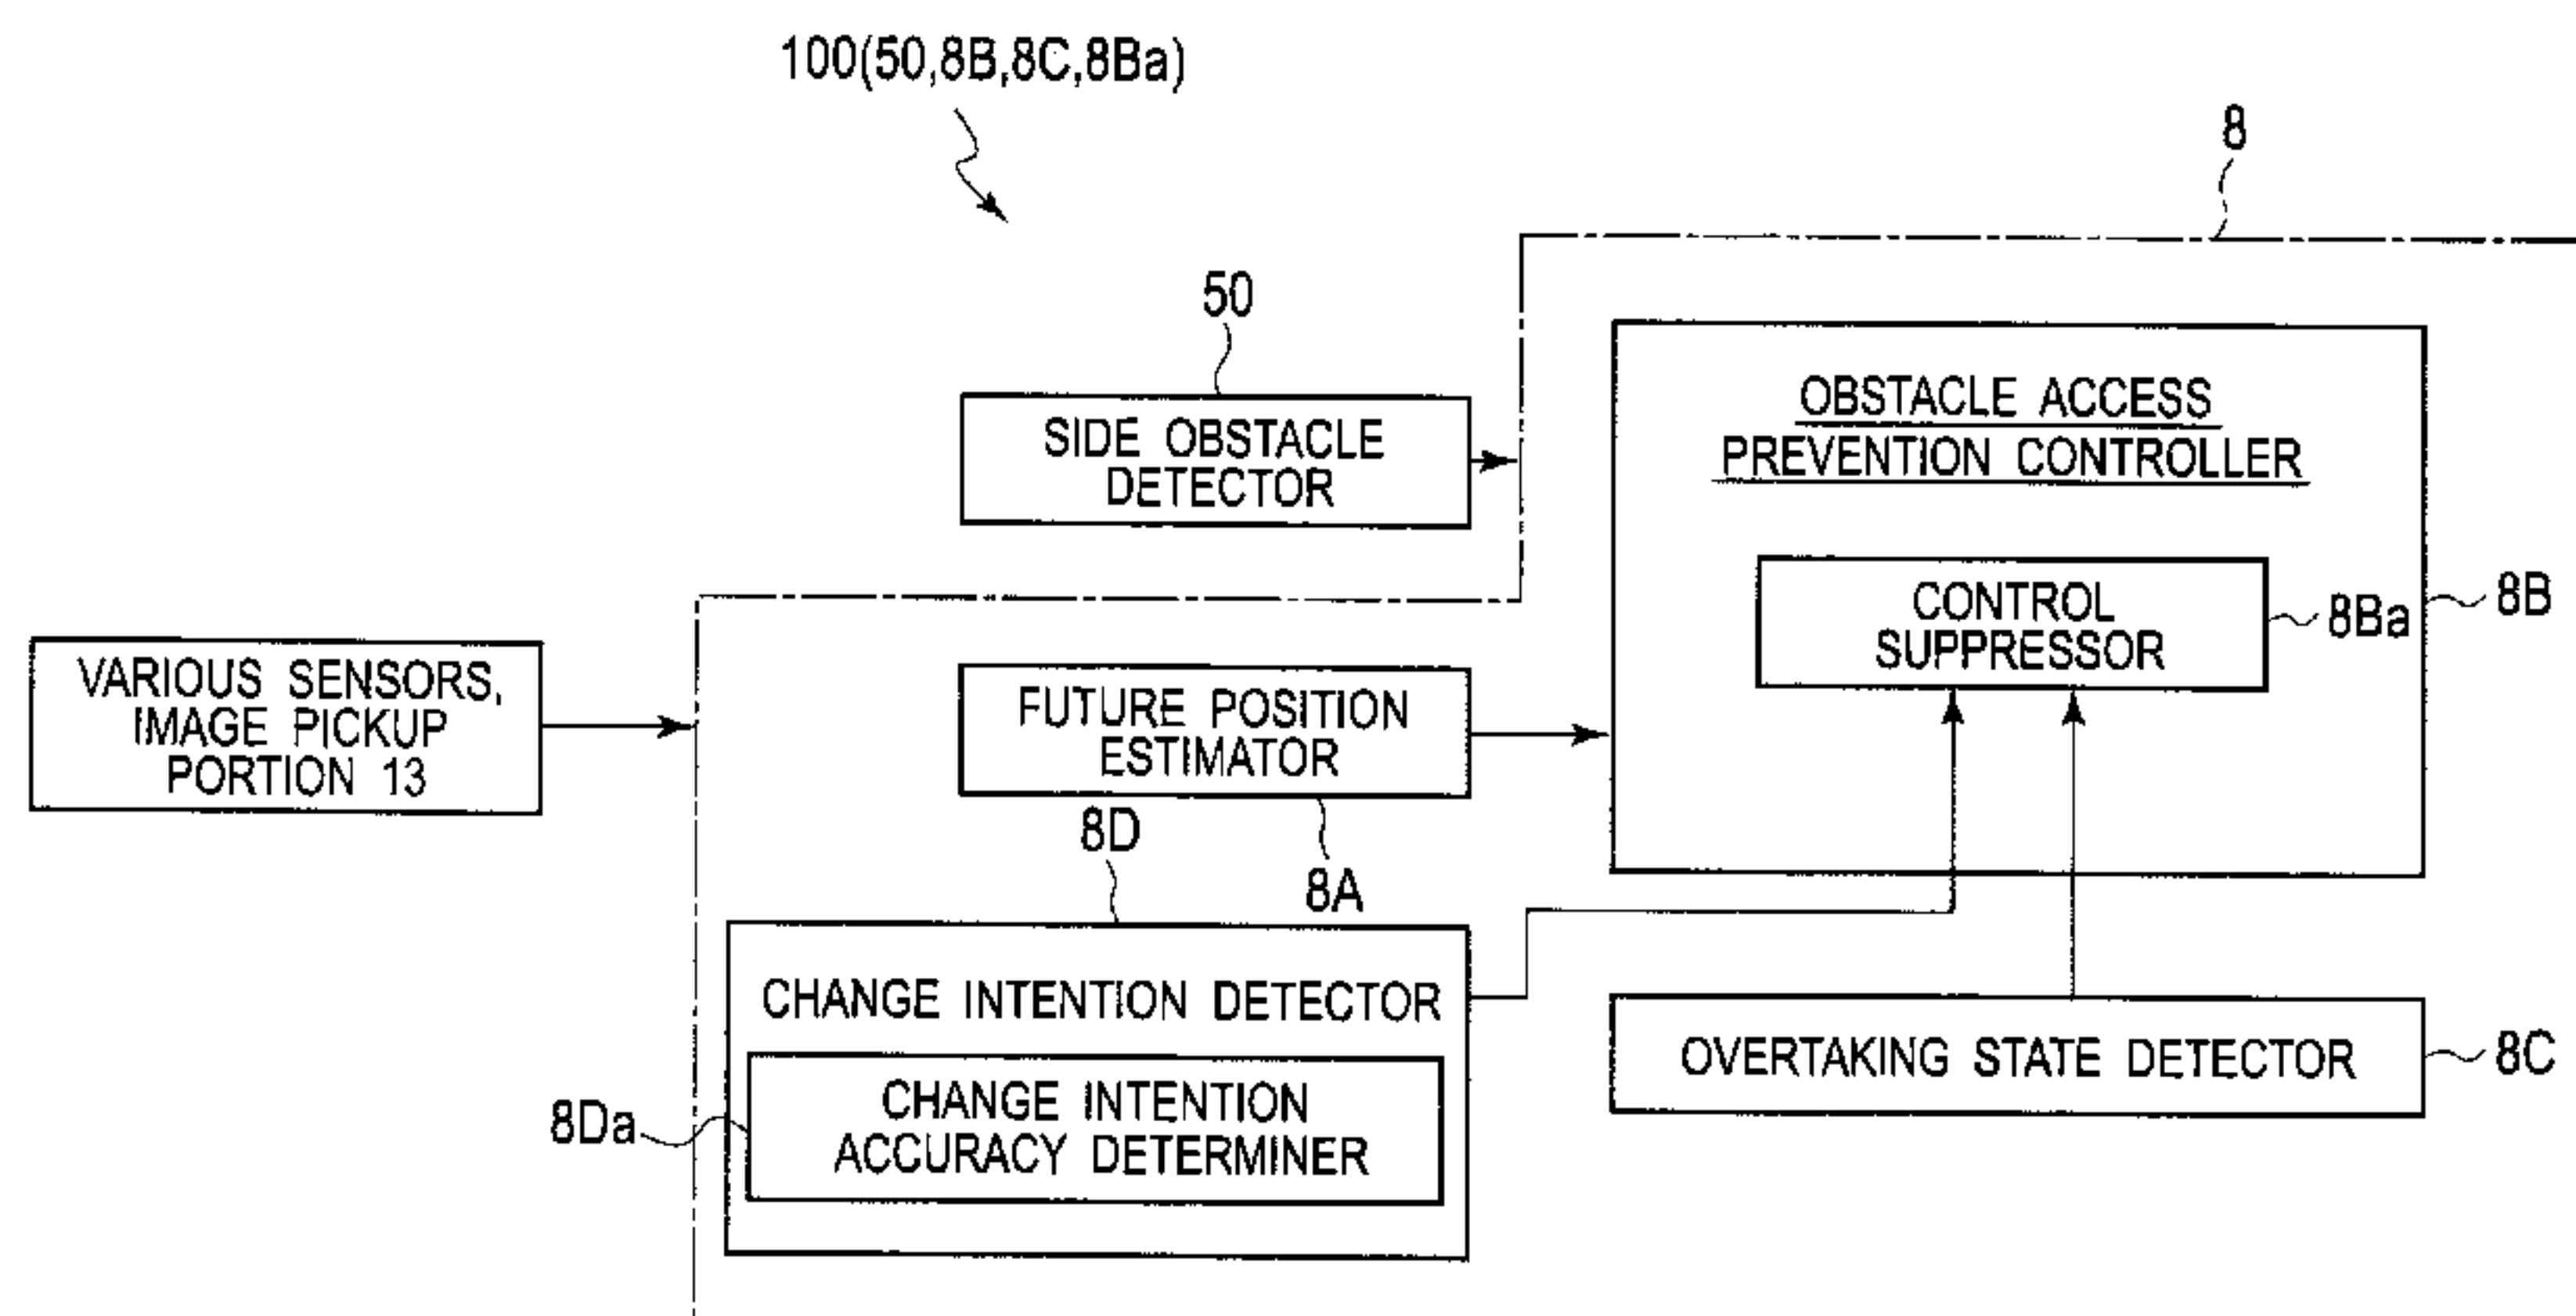 100(50,8B,8C,8Ba)
8
50
SIDE OBSTACLE
DETECTOR
OBSTACLE ACCESS
PREVENTION CONTROLLER
CONTROL
SUPPRESSOR
8Ba
8B
VARIOUS SENSORS,
IMAGE PICKUP
PORTION 13
FUTURE POSITION
ESTIMATOR
8A
8D
CHANGE INTENTION DETECTOR
8Da
CHANGE INTENTION
ACCURACY DETERMINER
OVERTAKING STATE DETECTOR
8C